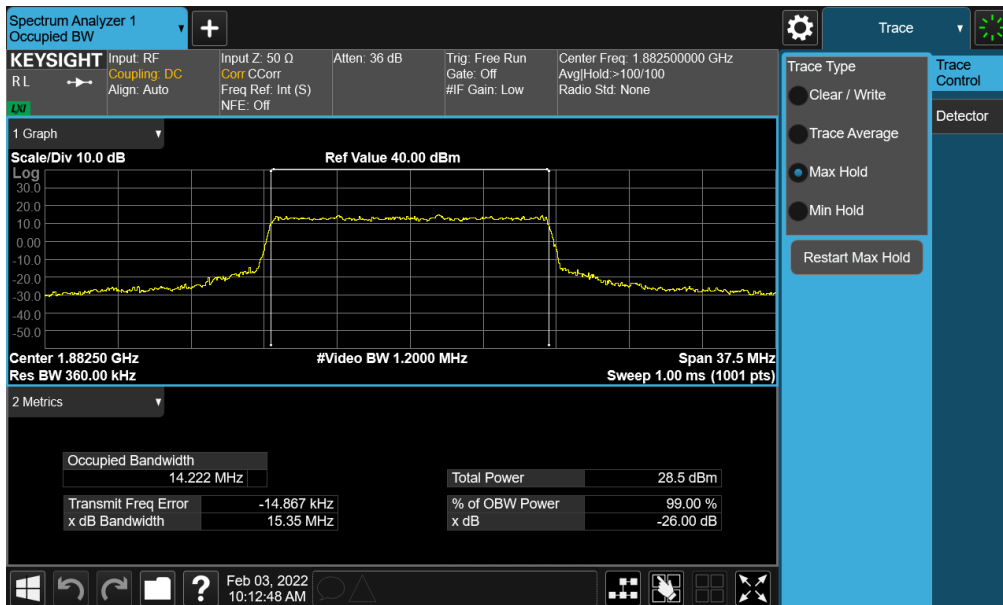 Spectrum Analyzer 1
Occupied BW
Trace
KEYSIGHT
R L
LXI
Input: RF
Coupling: DC
Align: Auto
Input Z: 50 Ω
Corr CCorr
Freq Ref: Int (S)
NFE: Off
Atten: 36 dB
Trig: Free Run
Gate: Off
#IF Gain: Low
Center Freq: 1.882500000 GHz
Avg|Hold:>100/100
Radio Std: None
Trace Type
Clear / Write
Trace Average
Max Hold
Min Hold
Restart Max Hold
Trace
Control
Detector
1 Graph
Scale/Div 10.0 dB
Ref Value 40.00 dBm
Log
30.0
20.0
10.0
0.00
-10.0
-20.0
-30.0
-40.0
-50.0
Center 1.88250 GHz
#Video BW 1.2000 MHz
Span 37.5 MHz
Res BW 360.00 kHz
Sweep 1.00 ms (1001 pts)
2 Metrics
Occupied Bandwidth
14.222 MHz
Total Power 28.5 dBm
Transmit Freq Error -14.867 kHz
% of OBW Power 99.00 %
x dB Bandwidth 15.35 MHz
x dB -26.00 dB
?
Feb 03, 2022
10:12:48 AM